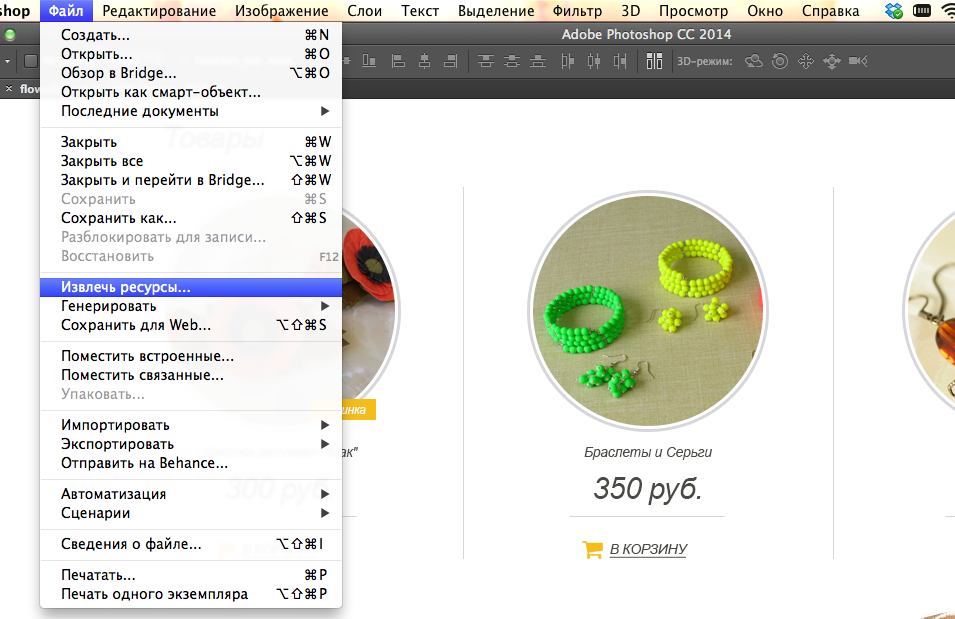 shop Файл Редактирование Изображение Слои Текст Выделение Фильтр 3D Просмотр Окно Справка
Adobe Photoshop CC 2014
3D-режим:
× flow
Создать... ⌘N
Открыть... ⌘O
Обзор в Bridge... ⌥⌘O
Открыть как смарт-объект...
Последние документы ▶
Закрыть ⌘W
Закрыть все ⌥⌘W
Закрыть и перейти в Bridge... ⇧⌘W
Сохранить ⌘S
Сохранить как... ⇧⌘S
Разблокировать для записи...
Восстановить F12
Извлечь ресурсы...
Генерировать ▶
Сохранить для Web... ⌥⇧⌘S
Поместить встроенные...
Поместить связанные...
Упаковать...
Импортировать ▶
Экспортировать ▶
Отправить на Behance...
Автоматизация ▶
Сценарии ▶
Сведения о файле... ⌥⇧⌘I
Печатать... ⌘P
Печать одного экземпляра ⌥⇧⌘P
Товары
инка
ак"
300 руб.
Браслеты и Серьги
350 руб.
В КОРЗИНУ